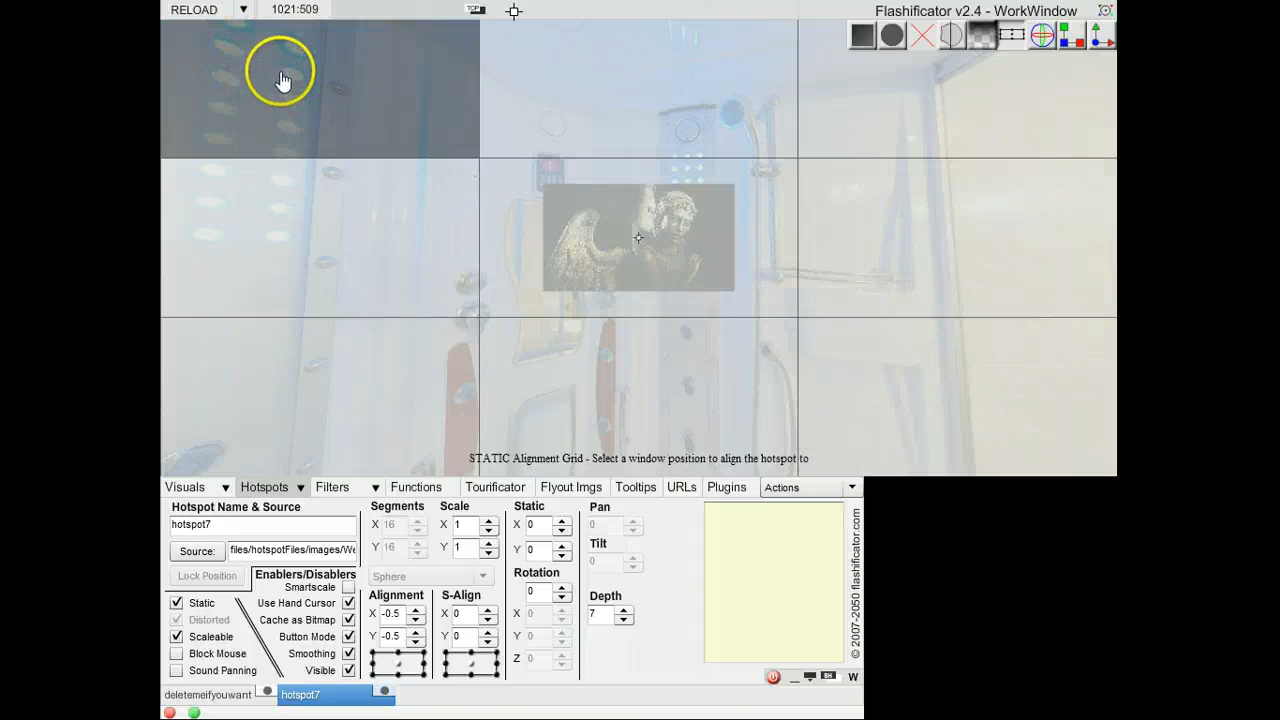 RELOAD ▼ 1021:509 TOP Flashificator v2.4 - WorkWindow
STATIC Alignment Grid - Select a window position to align the hotspot to
Visuals ▼ Hotspots ▼ Filters ▼ Functions Tourificator Flyout Imgs Tooltips URLs Plugins Actions
Hotspot Name & Source
hotspot7
Source: files/hotspotFiles/images/We
Lock Position Enablers/Disablers
Smartscale
Static Use Hand Cursor
Distorted Cache as Bitmap
Scaleable Button Mode
Block Mouse Smoothing
Sound Panning Visible
Segments Scale
X 16 X 1
Y 16 Y 1
Sphere
Alignment S-Align
X -0.5 X 0
Y -0.5 Y 0
Static
X 0
Y 0
Rotation
0
X 0
Y 0
Z 0
Pan
0
Tilt
0
Depth
7
© 2007-2050 flashificator.com
BH W
deletemeifyouwant hotspot7